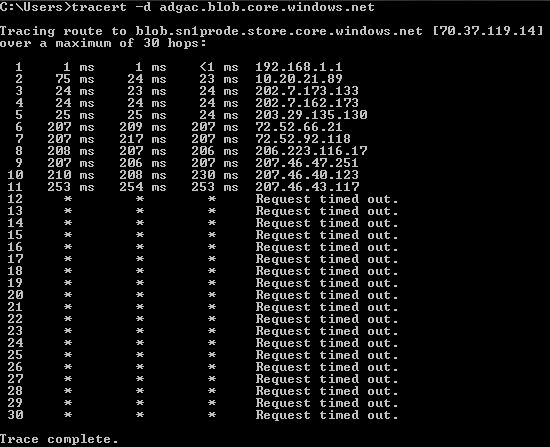 C:\Users>tracert -d adgac.blob.core.windows.net
Tracing route to blob.sn1prode.store.core.windows.net [70.37.119.14]
over a maximum of 30 hops:
1 1 ms 1 ms <1 ms 192.168.1.1
2 75 ms 24 ms 23 ms 10.20.21.89
3 24 ms 23 ms 24 ms 202.7.173.133
4 24 ms 24 ms 24 ms 202.7.162.173
5 25 ms 25 ms 24 ms 203.29.135.130
6 207 ms 209 ms 207 ms 72.52.66.21
7 207 ms 217 ms 207 ms 72.52.92.118
8 208 ms 207 ms 206 ms 206.223.116.17
9 207 ms 206 ms 207 ms 207.46.47.251
10 210 ms 208 ms 230 ms 207.46.40.123
11 253 ms 254 ms 253 ms 207.46.43.117
12 * * * Request timed out.
13 * * * Request timed out.
14 * * * Request timed out.
15 * * * Request timed out.
16 * * * Request timed out.
17 * * * Request timed out.
18 * * * Request timed out.
19 * * * Request timed out.
20 * * * Request timed out.
21 * * * Request timed out.
22 * * * Request timed out.
23 * * * Request timed out.
24 * * * Request timed out.
25 * * * Request timed out.
26 * * * Request timed out.
27 * * * Request timed out.
28 * * * Request timed out.
29 * * * Request timed out.
30 * * * Request timed out.
Trace complete.